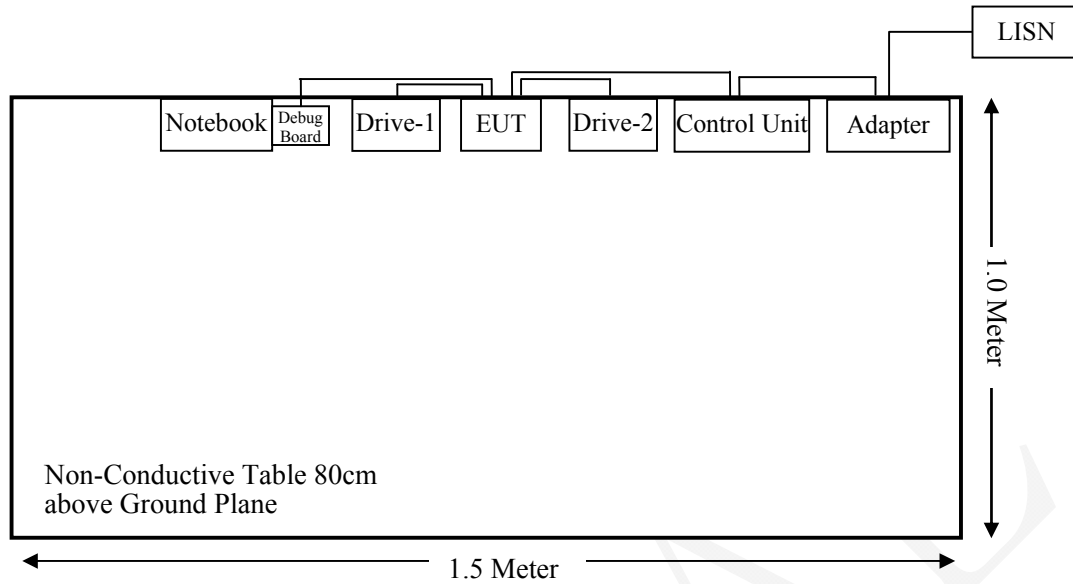 LISN
Notebook
Debug
Board
Drive-1
EUT
Drive-2
Control Unit
Adapter
1.0 Meter
Non-Conductive Table 80cm
above Ground Plane
1.5 Meter